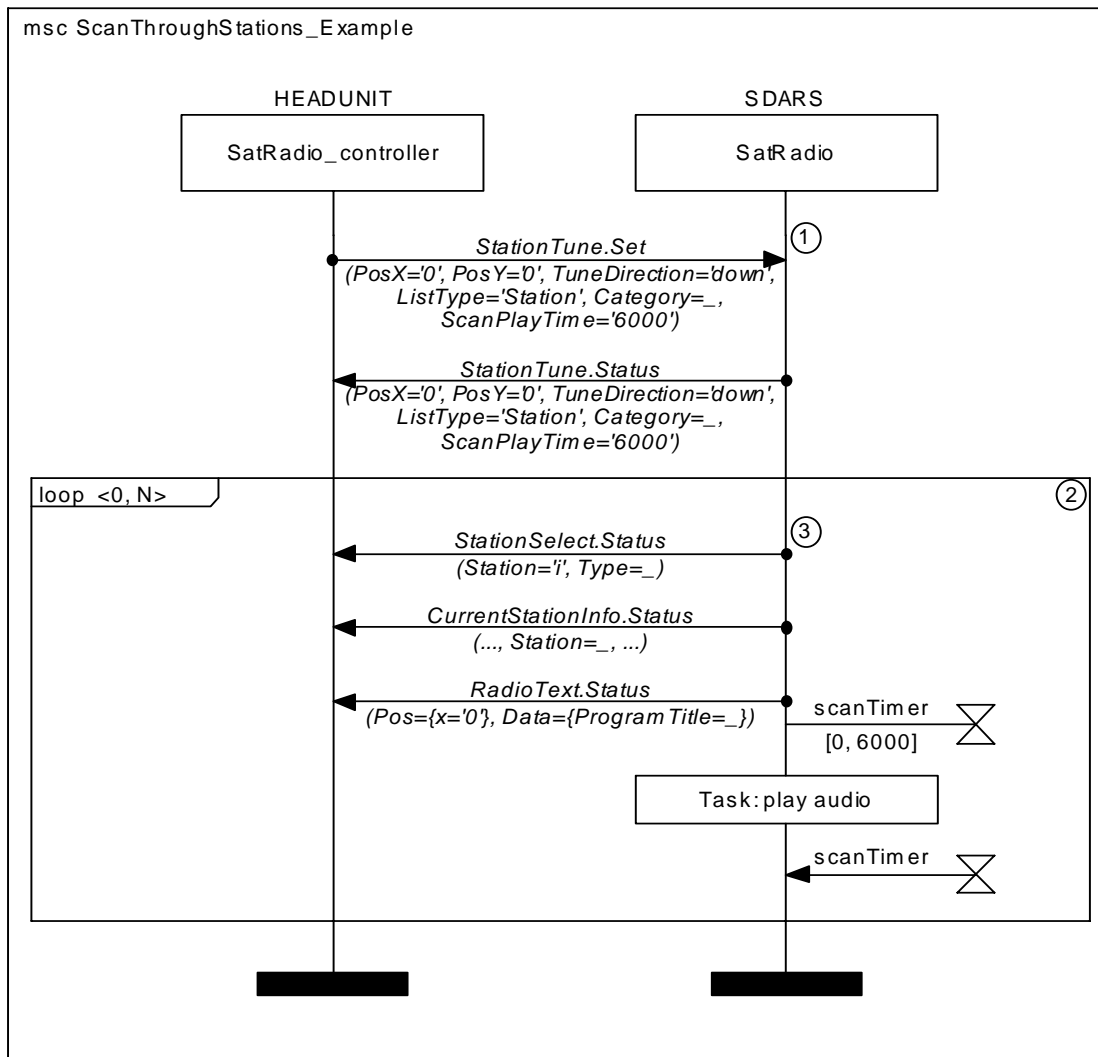 msc ScanThroughStations_Example
HEADUNIT
SDARS
SatRadio_controller
SatRadio
1
StationTune.Set
(PosX='0', PosY='0', TuneDirection='down',
ListType='Station', Category=_,
ScanPlayTime='6000')
StationTune.Status
(PosX='0', PosY='0', TuneDirection='down',
ListType='Station', Category=_,
ScanPlayTime='6000')
loop <0, N>
2
3
StationSelect.Status
(Station='i', Type=_)
CurrentStationInfo.Status
(..., Station=_, ...)
RadioText.Status
(Pos={x='0'}, Data={ProgramTitle=_})
scanTimer
[0, 6000]
Task: play audio
scanTimer